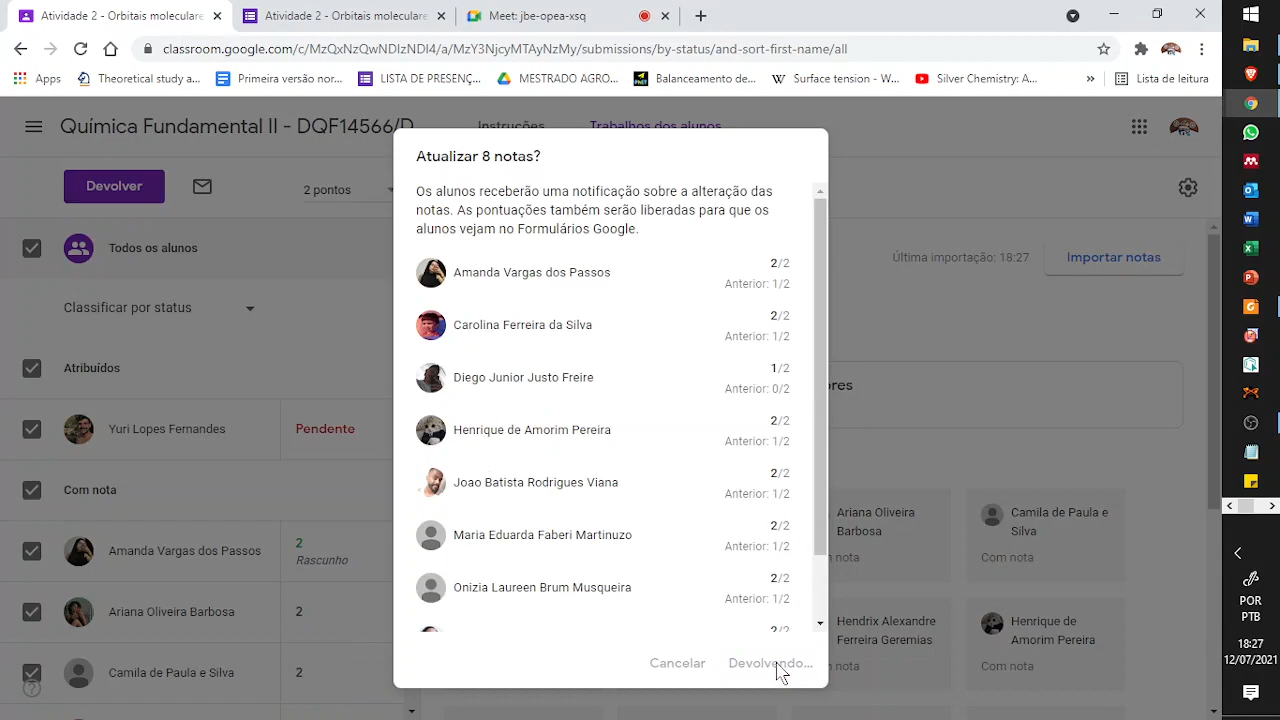 Atividade 2 - Orbitais moleculare
Atividade 2 - Orbitais moleculare
Meet: jbe-opea-xsq
classroom.google.com/c/MzQxNzQwNDIzNDI4/a/MzY3NjcyMTAyNzMy/submissions/by-status/and-sort-first-name/all
Apps
Theoretical study a...
Primeira versão nor...
LISTA DE PRESENÇ...
MESTRADO AGRO...
Balanceamento de...
Surface tension - W...
Silver Chemistry: A...
»
Lista de leitura
Química Fundamental II - DQF14566/D
Instruções
Trabalhos dos alunos
Devolver
2 pontos
Todos os alunos
Última importação: 18:27
Importar notas
Classificar por status
Atribuídos
Yuri Lopes Fernandes
Pendente
Com nota
Amanda Vargas dos Passos
2
Rascunho
Ariana Oliveira Barbosa
2
Camila de Paula e Silva
2
Atualizar 8 notas?
Os alunos receberão uma notificação sobre a alteração das
notas. As pontuações também serão liberadas para que os
alunos vejam no Formulários Google.
Amanda Vargas dos Passos
2/2
Anterior: 1/2
Carolina Ferreira da Silva
2/2
Anterior: 1/2
Diego Junior Justo Freire
1/2
Anterior: 0/2
Henrique de Amorim Pereira
2/2
Anterior: 1/2
Joao Batista Rodrigues Viana
2/2
Anterior: 1/2
Maria Eduarda Faberi Martinuzo
2/2
Anterior: 1/2
Onizia Laureen Brum Musqueira
2/2
Anterior: 1/2
2/2
Cancelar
Devolvendo...
ores
Ariana Oliveira
Barbosa
Com nota
Camila de Paula e
Silva
Com nota
Hendrix Alexandre
Ferreira Geremias
Com nota
Henrique de
Amorim Pereira
Com nota
POR
PTB
18:27
12/07/2021